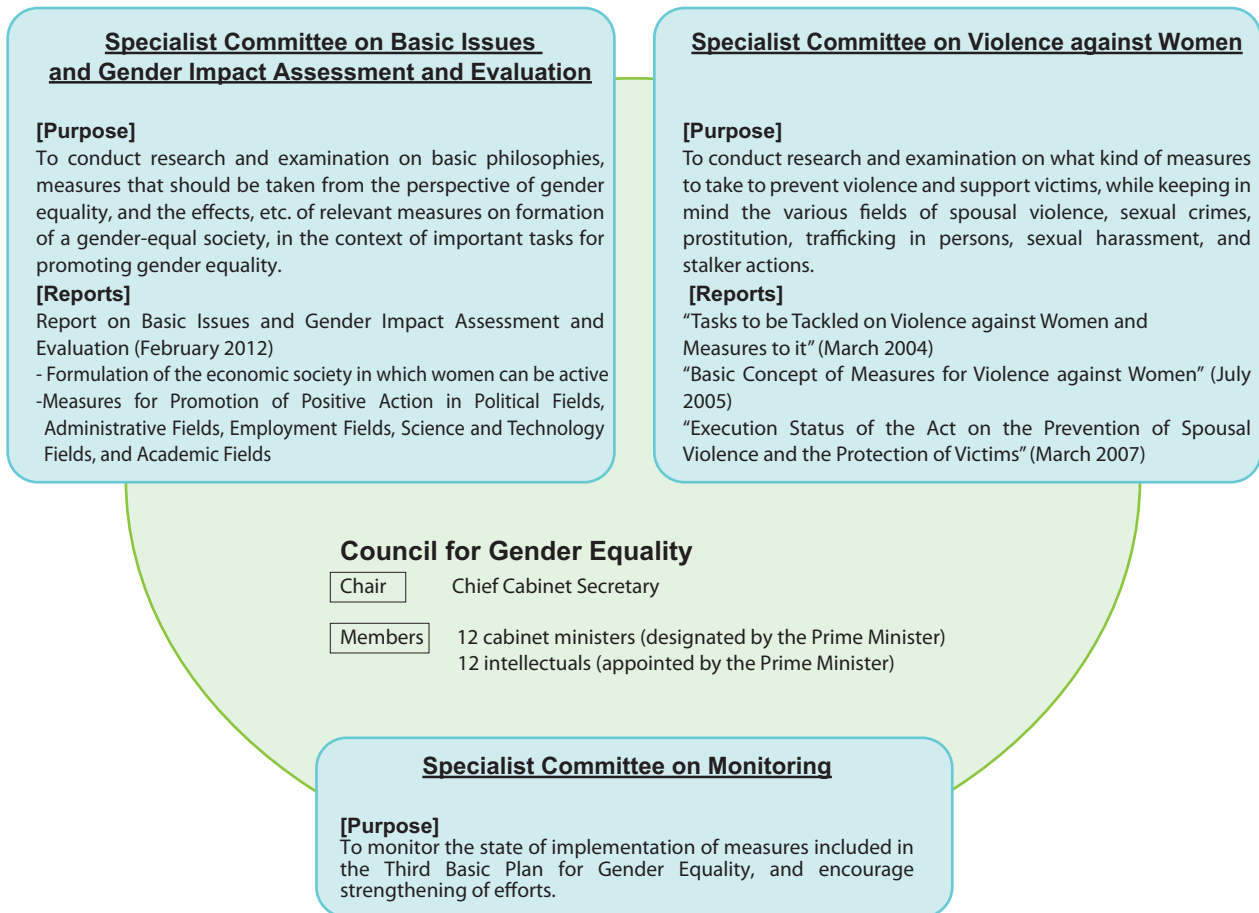 Specialist Committee on Basic Issues
and Gender Impact Assessment and Evaluation
[Purpose]
To conduct research and examination on basic philosophies,
measures that should be taken from the perspective of gender
equality, and the effects, etc. of relevant measures on formation
of a gender-equal society, in the context of important tasks for
promoting gender equality.
[Reports]
Report on Basic Issues and Gender Impact Assessment and
Evaluation (February 2012)
- Formulation of the economic society in which women can be active
-Measures for Promotion of Positive Action in Political Fields,
Administrative Fields, Employment Fields, Science and Technology
Fields, and Academic Fields
Specialist Committee on Violence against Women
[Purpose]
To conduct research and examination on what kind of measures
to take to prevent violence and support victims, while keeping in
mind the various fields of spousal violence, sexual crimes,
prostitution, trafficking in persons, sexual harassment, and
stalker actions.
[Reports]
“Tasks to be Tackled on Violence against Women and
Measures to it” (March 2004)
“Basic Concept of Measures for Violence against Women” (July
2005)
“Execution Status of the Act on the Prevention of Spousal
Violence and the Protection of Victims” (March 2007)
Council for Gender Equality
Chair Chief Cabinet Secretary
Members 12 cabinet ministers (designated by the Prime Minister)
12 intellectuals (appointed by the Prime Minister)
Specialist Committee on Monitoring
[Purpose]
To monitor the state of implementation of measures included in
the Third Basic Plan for Gender Equality, and encourage
strengthening of efforts.